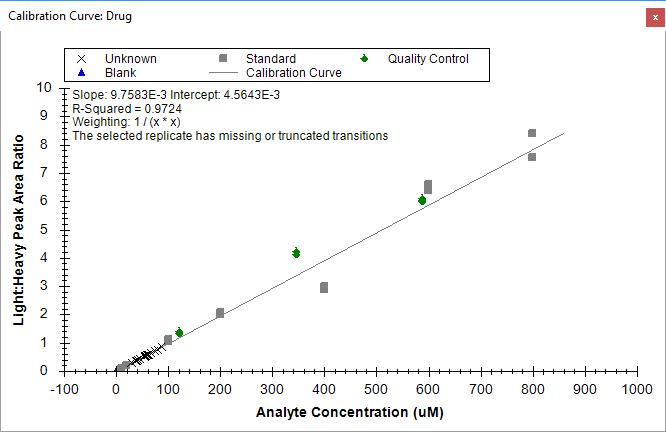 Calibration Curve: Drug
x
Unknown Standard Quality Control
Blank Calibration Curve
Slope: 9.7583E-3 Intercept: 4.5643E-3
R-Squared = 0.9724
Weighting: 1 / (x * x)
The selected replicate has missing or truncated transitions
Light:Heavy Peak Area Ratio
10
9
8
7
6
5
4
3
2
1
0
-100 0 100 200 300 400 500 600 700 800 900 1000
Analyte Concentration (uM)